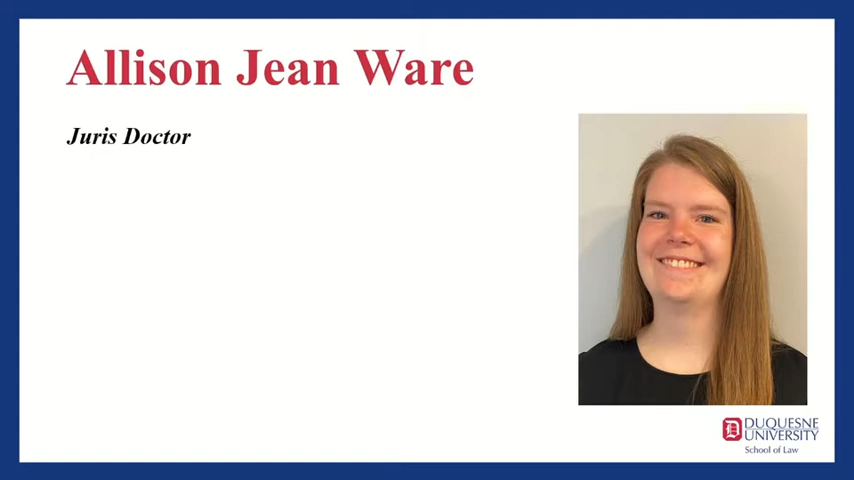 Allison Jean Ware
Juris Doctor
D DUQUESNE
UNIVERSITY
School of Law